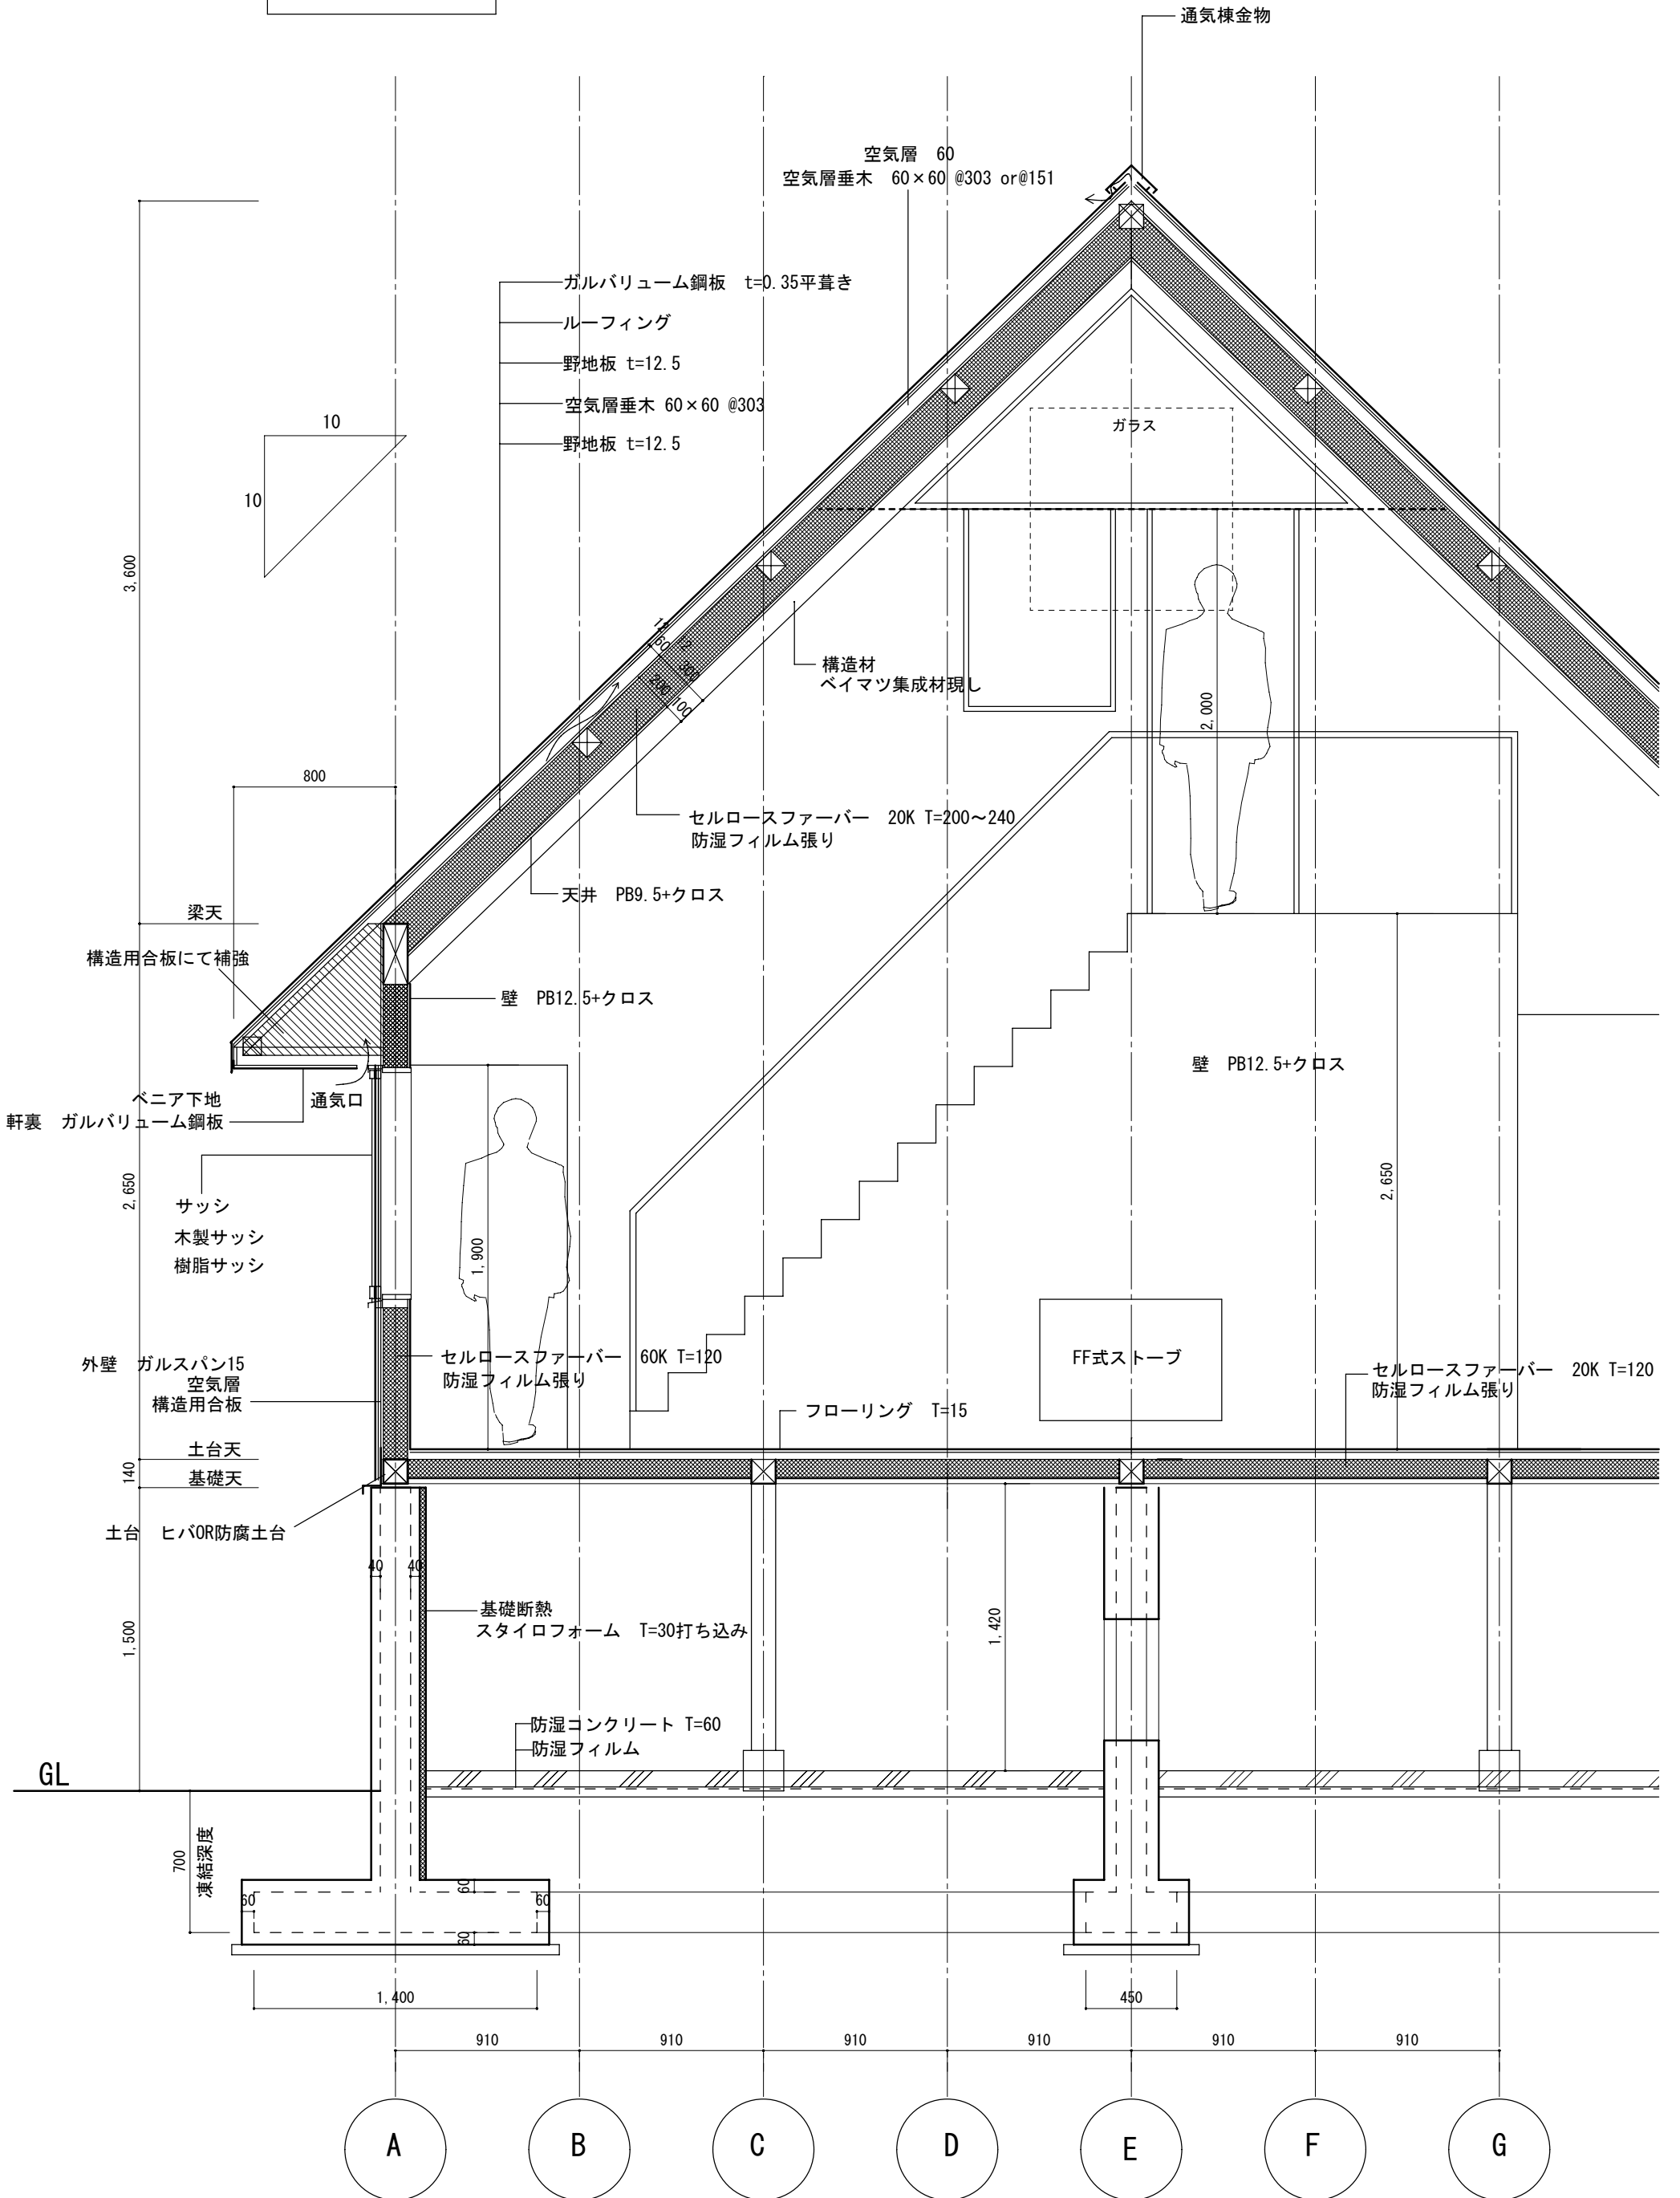 通気棟金物
空気層 60
空気層垂木 60×60 @303 or@151
ガルバリューム鋼板 t=0.35平葺き
ルーフィング
野地板 t=12.5
空気層垂木 60×60 @303
野地板 t=12.5
10
10
ガラス
3,600
12
60
12
200
100
構造材
ベイマツ集成材現し
2,000
800
セルロースファーバー 20K T=200～240
防湿フィルム張り
天井 PB9.5+クロス
梁天
構造用合板にて補強
壁 PB12.5+クロス
壁 PB12.5+クロス
ベニア下地
通気口
軒裏 ガルバリューム鋼板
2,650
2,650
サッシ
木製サッシ
樹脂サッシ
1,900
外壁 ガルスパン15
空気層
構造用合板
セルロースファーバー 60K T=120
防湿フィルム張り
FF式ストーブ
セルロースファーバー 20K T=120
防湿フィルム張り
フローリング T=15
土台天
140
基礎天
土台 ヒバOR防腐土台
40
40
基礎断熱
スタイロフォーム T=30打ち込み
1,500
1,420
防湿コンクリート T=60
防湿フィルム
GL
700
凍結深度
60
60
60
60
1,400
450
910
910
910
910
910
910
A
B
C
D
E
F
G